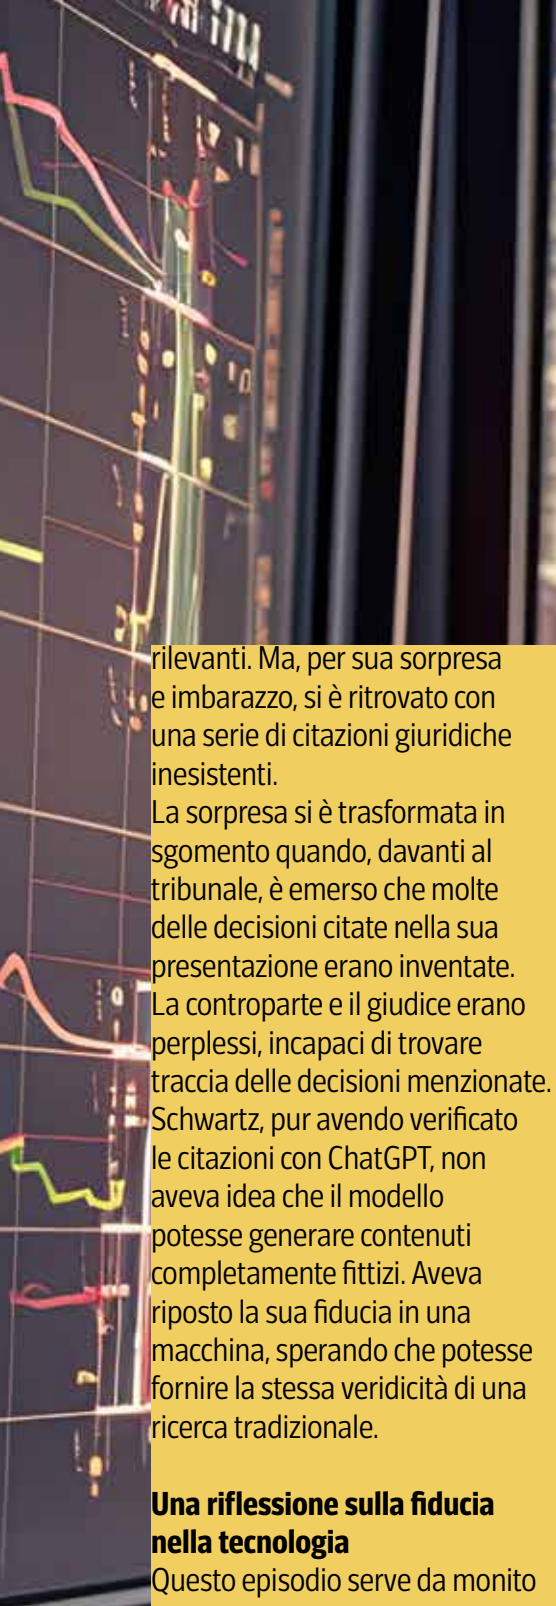 rilevanti. Ma, per sua sorpresa
e imbarazzo, si è ritrovato con
una serie di citazioni giuridiche
inesistenti.
La sorpresa si è trasformata in
sgomento quando, davanti al
tribunale, è emerso che molte
delle decisioni citate nella sua
presentazione erano inventate.
La controparte e il giudice erano
perplessi, incapaci di trovare
traccia delle decisioni menzionate.
Schwartz, pur avendo verificato
le citazioni con ChatGPT, non
aveva idea che il modello
potesse generare contenuti
completamente fittizi. Aveva
riposto la sua fiducia in una
macchina, sperando che potesse
fornire la stessa veridicità di una
ricerca tradizionale.
Una riflessione sulla fiducia
nella tecnologia
Questo episodio serve da monito